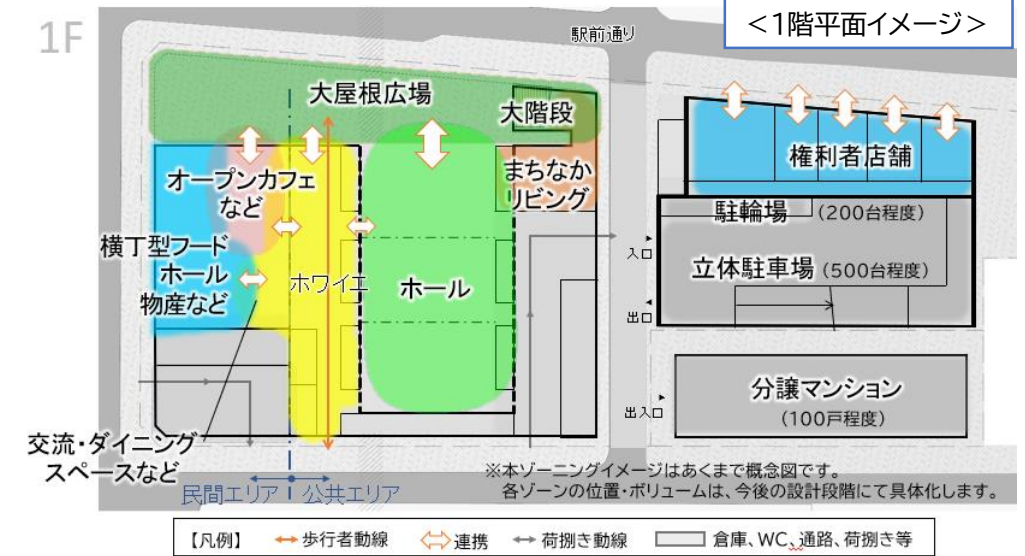 <1階平面イメージ>
1F
駅前通り
大屋根広場
大階段
オープンカフェ
など
まちなか
リビング
権利者店舗
駐輪場 (200台程度)
横丁型フード
ホール
物産など
ホワイエ
ホール
入口
立体駐車場 (500台程度)
出口
分譲マンション
(100戸程度)
出入口
交流・ダイニング
スペースなど
民間エリア 公共エリア
※本ゾーニングイメージはあくまで概念図です。
各ゾーンの位置・ボリュームは、今後の設計段階にて具体化します。
【凡例】 歩行者動線 連携 荷捌き動線 倉庫、WC、通路、荷捌き等